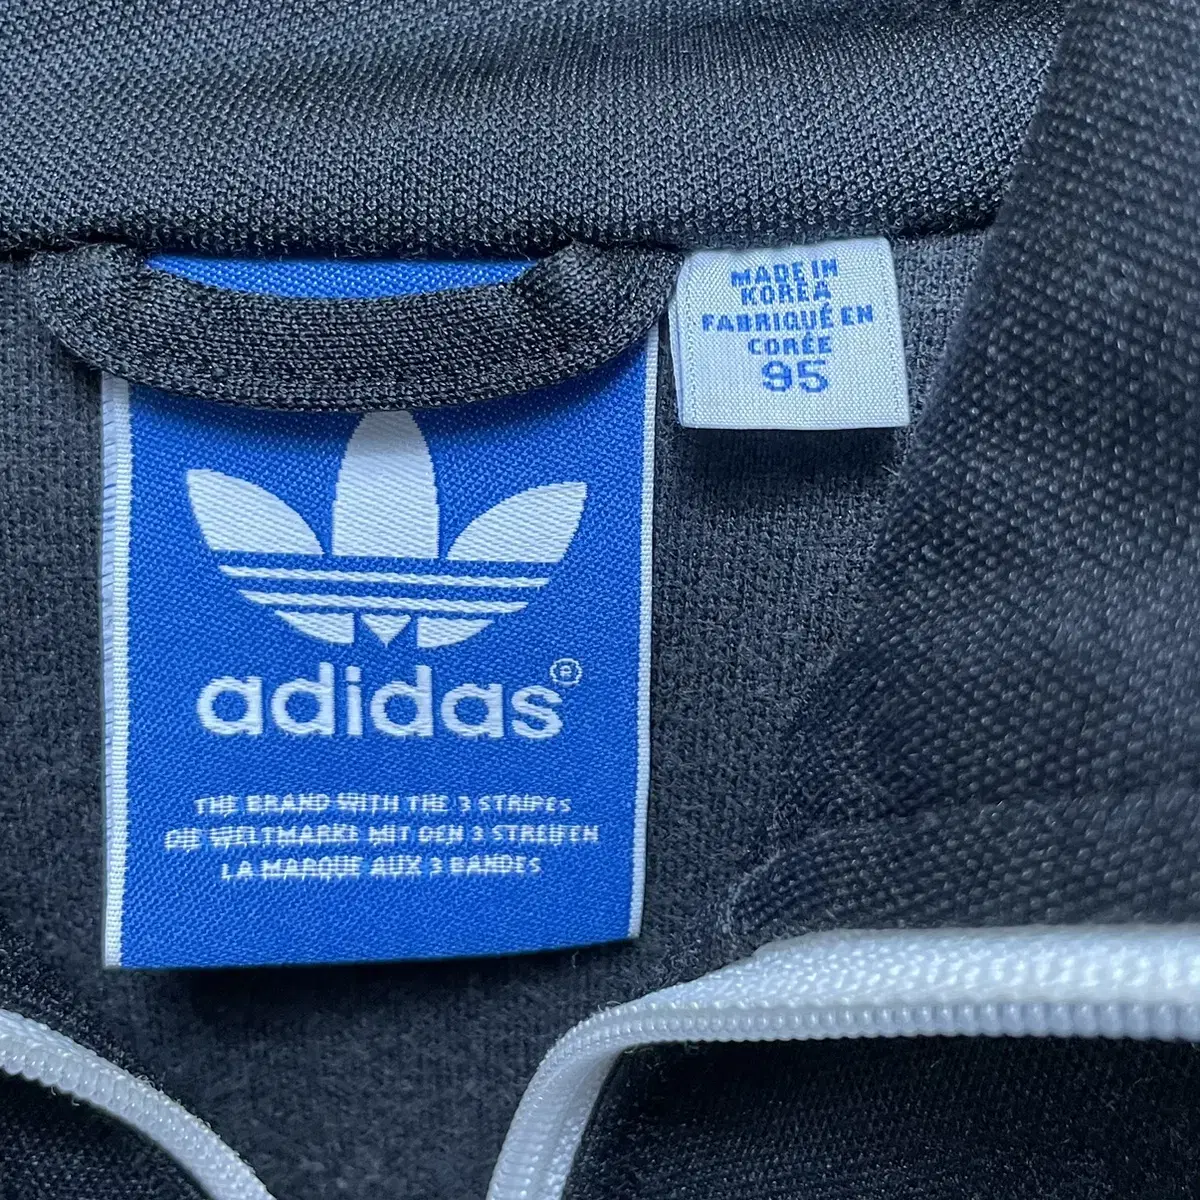 MADE IN
KOREA
FABRIQUÉ EN
CORÉE
95
adidas®
THE BRAND WITH THE 3 STRIPES
DIE WELTMARKE MIT DEN 3 STREIFEN
LA MARQUE AUX 3 BANDES